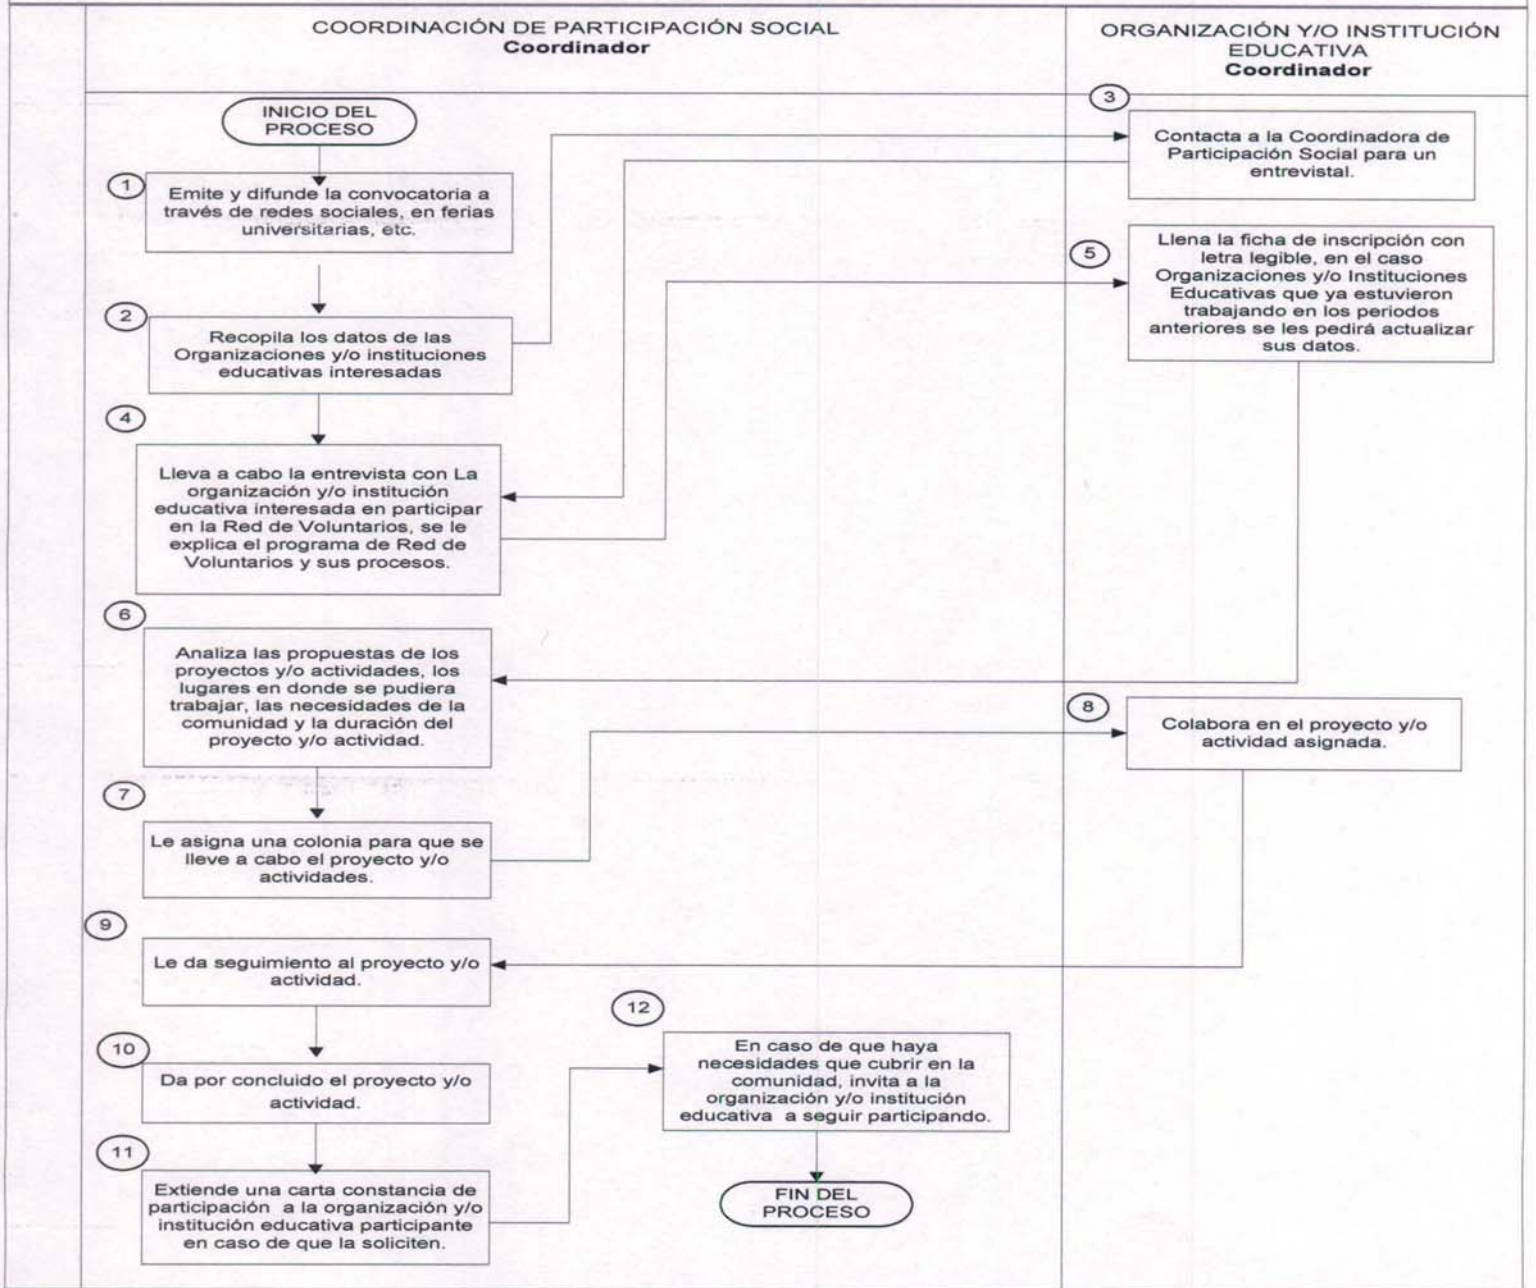 COORDINACIÓN DE PARTICIPACIÓN SOCIAL
Coordinador
ORGANIZACIÓN Y/O INSTITUCIÓN
EDUCATIVA
Coordinador
INICIO DEL
PROCESO
1
Emite y difunde la convocatoria a
través de redes sociales, en ferias
universitarias, etc.
2
Recopila los datos de las
Organizaciones y/o instituciones
educativas interesadas
3
Contacta a la Coordinadora de
Participación Social para un
entrevistal.
4
Lleva a cabo la entrevista con La
organización y/o institución
educativa interesada en participar
en la Red de Voluntarios, se le
explica el programa de Red de
Voluntarios y sus procesos.
5
Llena la ficha de inscripción con
letra legible, en el caso
Organizaciones y/o Instituciones
Educativas que ya estuvieron
trabajando en los periodos
anteriores se les pedirá actualizar
sus datos.
6
Analiza las propuestas de los
proyectos y/o actividades, los
lugares en donde se pudiera
trabajar, las necesidades de la
comunidad y la duración del
proyecto y/o actividad.
7
Le asigna una colonia para que se
lleve a cabo el proyecto y/o
actividades.
8
Colabora en el proyecto y/o
actividad asignada.
9
Le da seguimiento al proyecto y/o
actividad.
10
Da por concluido el proyecto y/o
actividad.
11
Extiende una carta constancia de
participación a la organización y/o
institución educativa participante
en caso de que la soliciten.
12
En caso de que haya
necesidades que cubrir en la
comunidad, invita a la
organización y/o institución
educativa a seguir participando.
FIN DEL
PROCESO